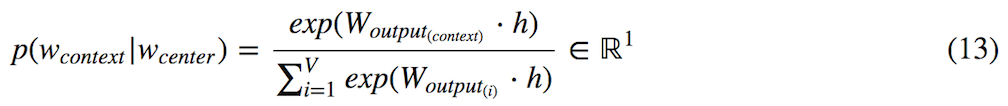 p(w_{context}|w_{center}) = \frac{exp(W_{output_{(context)}} \cdot h)}{\sum_{i=1}^{V} exp(W_{output_{(i)}} \cdot h)} \in \mathbb{R}^1 (13)